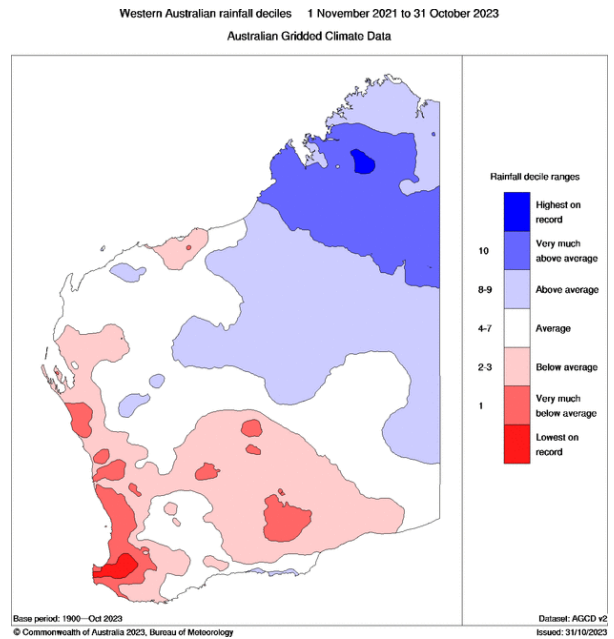 Western Australian rainfall deciles 1 November 2021 to 31 October 2023
Australian Gridded Climate Data
Rainfall decile ranges
Highest on
record
10
Very much
above average
8-9
Above average
4-7
Average
2-3
Below average
1
Very much
below average
Lowest on
record
Base period: 1900—Oct 2023
Dataset: AGCD v2
© Commonwealth of Australia 2023, Bureau of Meteorology
Issued: 31/10/2023